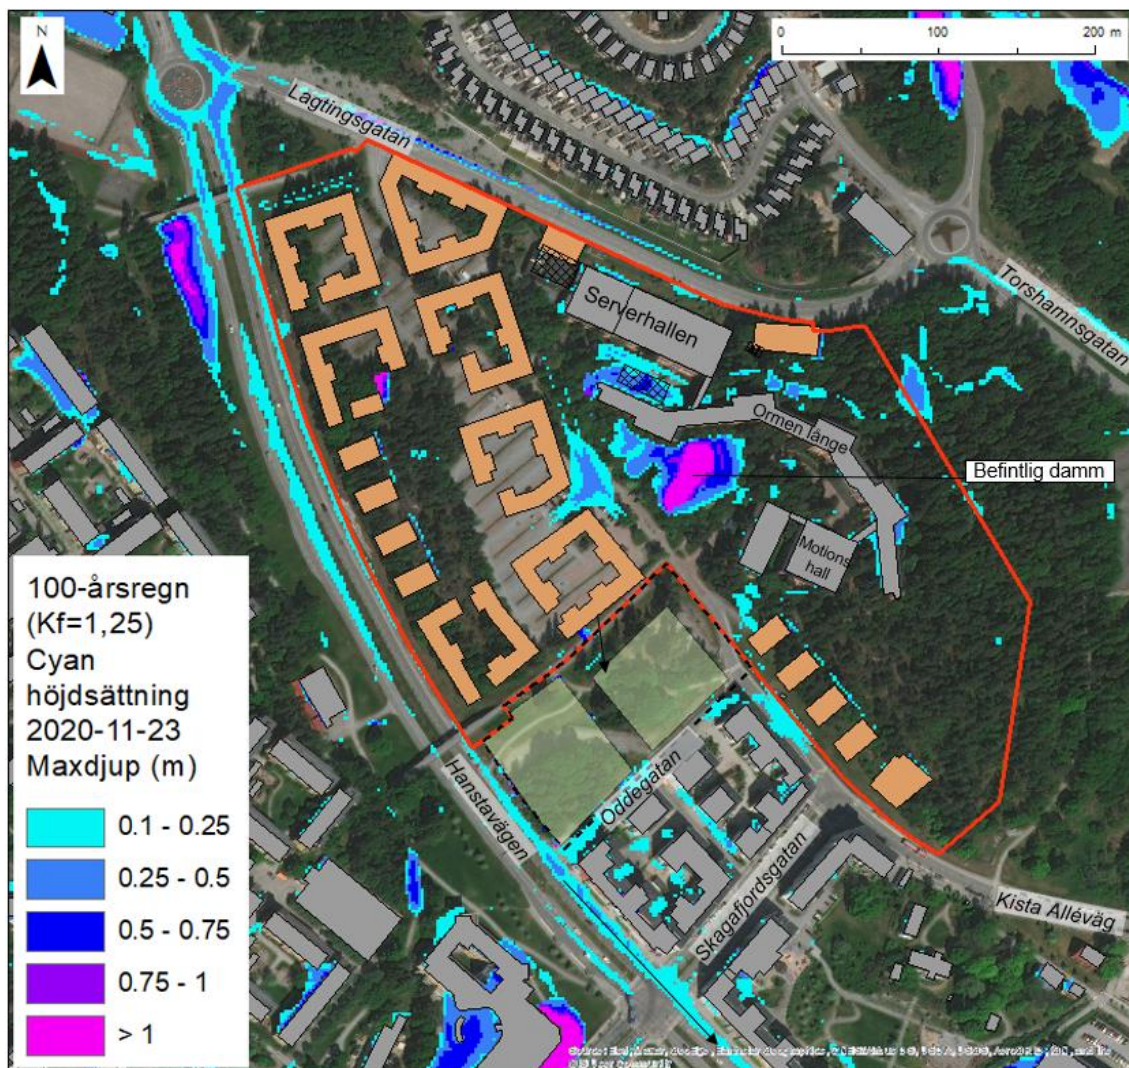 N
0 100 200 m
Lagtingsgatan
Torshamnsgatan
Serverhallen
Ormen långe
Befintlig damm
Motions
hall
100-årsregn
(Kf=1,25)
Cyan
höjdsättning
2020-11-23
Maxdjup (m)
0.1 - 0.25
0.25 - 0.5
0.5 - 0.75
0.75 - 1
> 1
Hanstavägen
Oddegatan
Skagafjordsgatan
Kista Alléväg